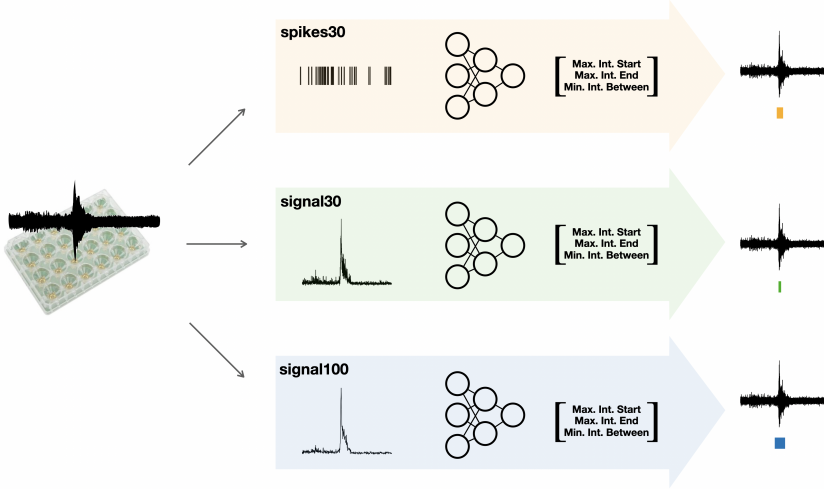 spikes30
Max. Int. Start
Max. Int. End
Min. Int. Between
signal30
Max. Int. Start
Max. Int. End
Min. Int. Between
signal100
Max. Int. Start
Max. Int. End
Min. Int. Between